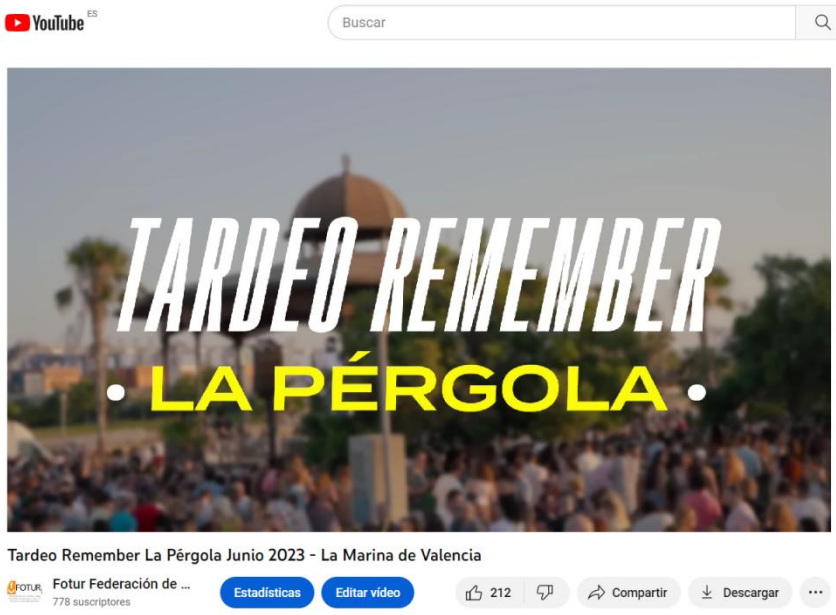 YouTube ES
Buscar
TARDEO REMEMBER
• LA PÉRGOLA •
Tardeo Remember La Pérgola Junio 2023 - La Marina de Valencia
FOTUR
Fotur Federación de ...
778 suscriptores
Estadísticas
Editar vídeo
212
Compartir
Descargar